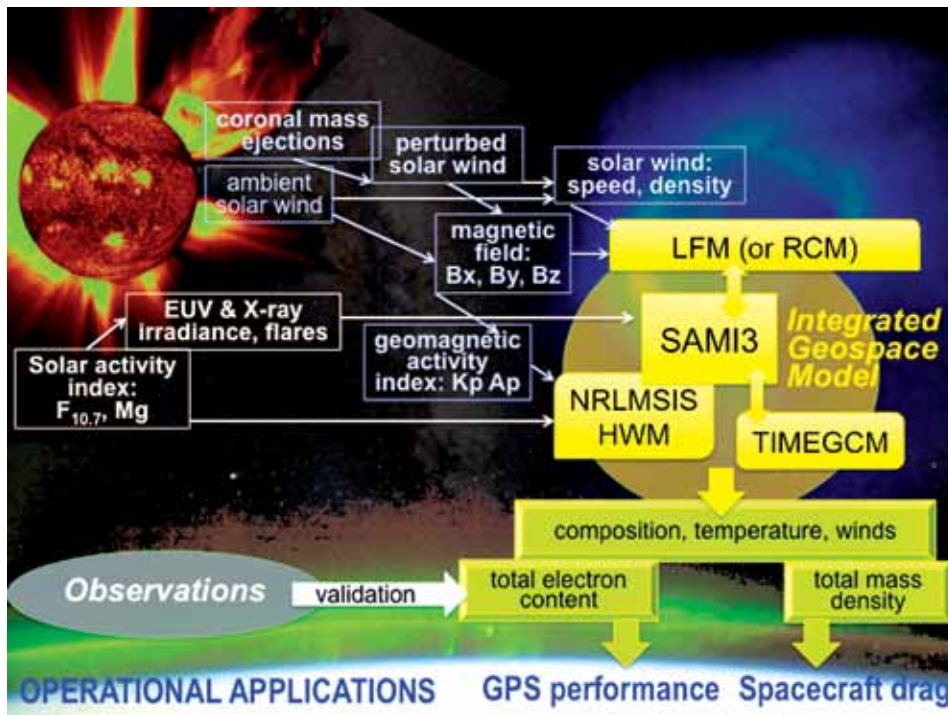 coronal mass
ejections
perturbed
solar wind
solar wind:
speed, density
ambient
solar wind
magnetic
field:
Bx, By, Bz
LFM (or RCM)
EUV & X-ray
irradiance, flares
SAMI3
Integrated
Geospace
Model
Solar activity
index:
F10.7, Mg
geomagnetic
activity
index: Kp Ap
NRLMSIS
HWM
TIMEGCM
composition, temperature, winds
Observations
validation
total electron
content
total mass
density
OPERATIONAL APPLICATIONS
GPS performance
Spacecraft drag